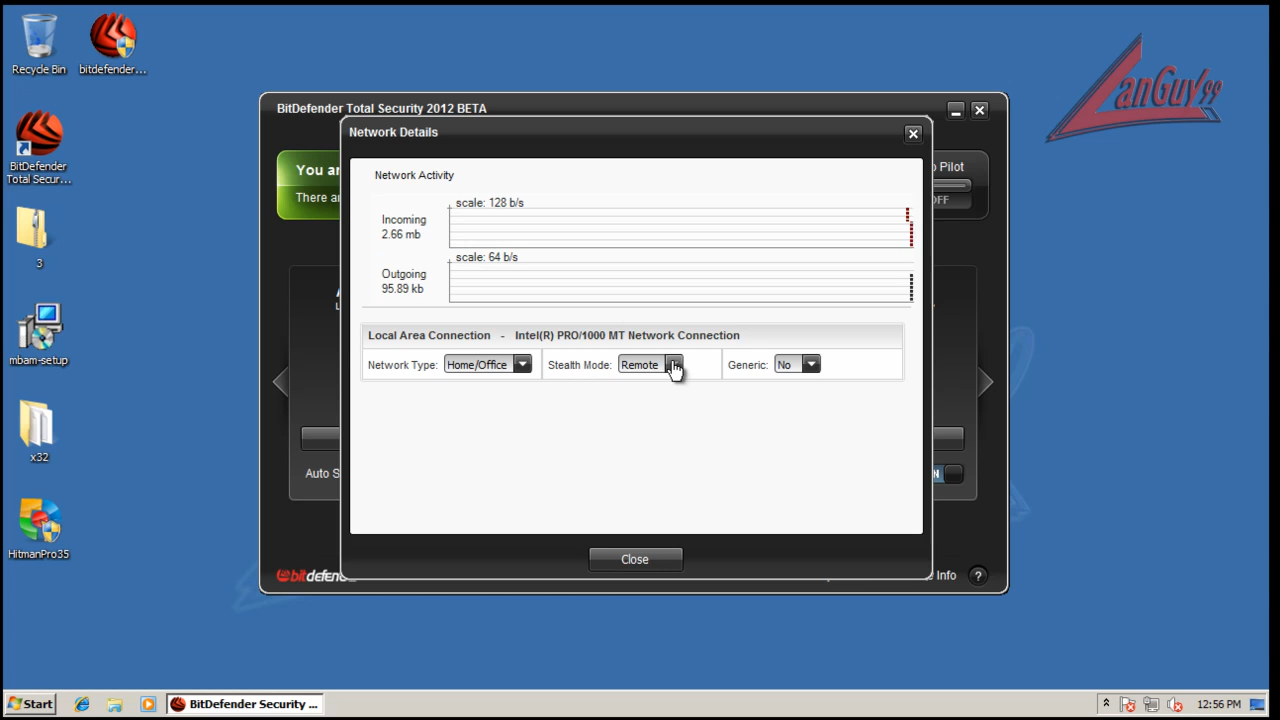 Recycle Bin
bitdefender...
BitDefender
Total Secur...
3
mbam-setup
x32
HitmanPro35
LanGuy99
BitDefender Total Security 2012 BETA
You ar
There ar
Pilot
OFF
Network Details
Network Activity
scale: 128 b/s
Incoming
2.66 mb
scale: 64 b/s
Outgoing
95.89 kb
Local Area Connection - Intel(R) PRO/1000 MT Network Connection
Network Type: Home/Office
Stealth Mode: Remote
Generic: No
Auto S
N
Close
bitdefen
Info
?
Start
BitDefender Security ...
12:56 PM